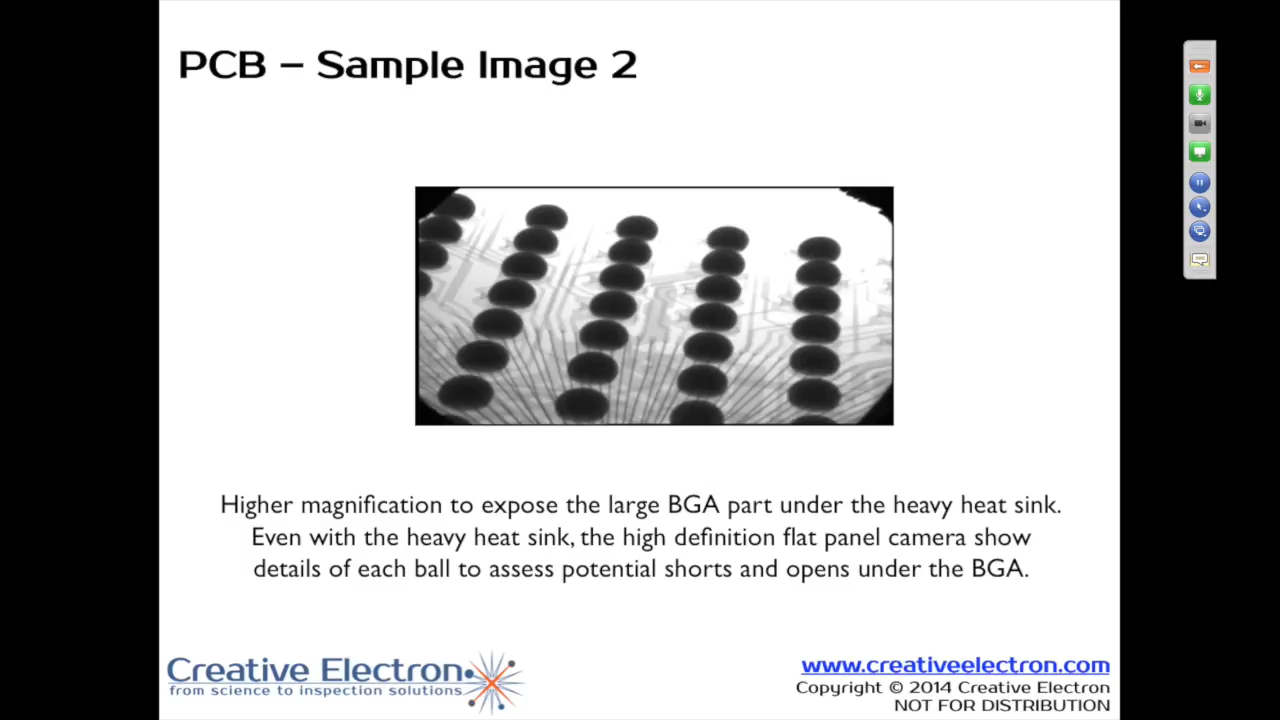 PCB – Sample Image 2
Higher magnification to expose the large BGA part under the heavy heat sink.
Even with the heavy heat sink, the high definition flat panel camera show
details of each ball to assess potential shorts and opens under the BGA.
Creative Electron
from science to inspection solutions
www.creativeelectron.com
Copyright © 2014 Creative Electron
NOT FOR DISTRIBUTION